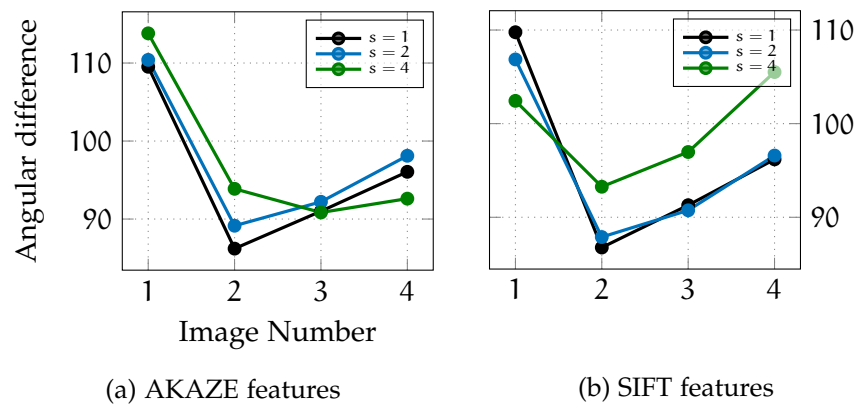 Angular difference
110
100
90
1 2 3 4
Image Number
s = 1
s = 2
s = 4
(a) AKAZE features
s = 1
s = 2
s = 4
110
100
90
1 2 3 4
(b) SIFT features